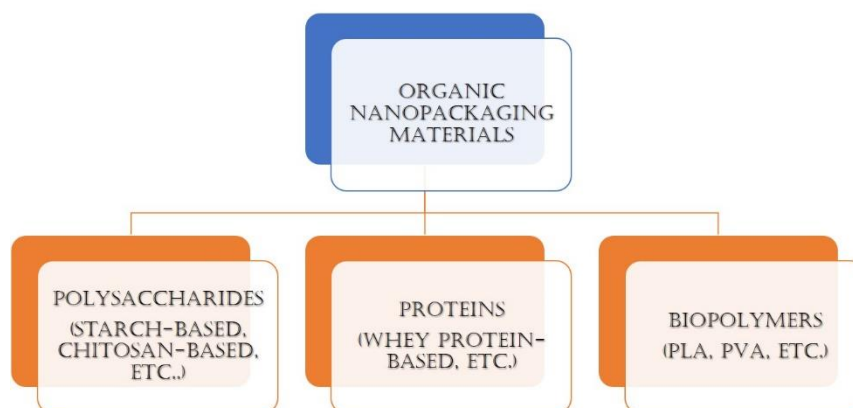 ORGANIC
NANOPACKAGING
MATERIALS
POLYSACCHARIDES
(STARCH-BASED,
CHITOSAN-BASED,
ETC..)
PROTEINS
(WHEY PROTEIN-
BASED, ETC.)
BIOPOLYMERS
(PLA, PVA, ETC.)